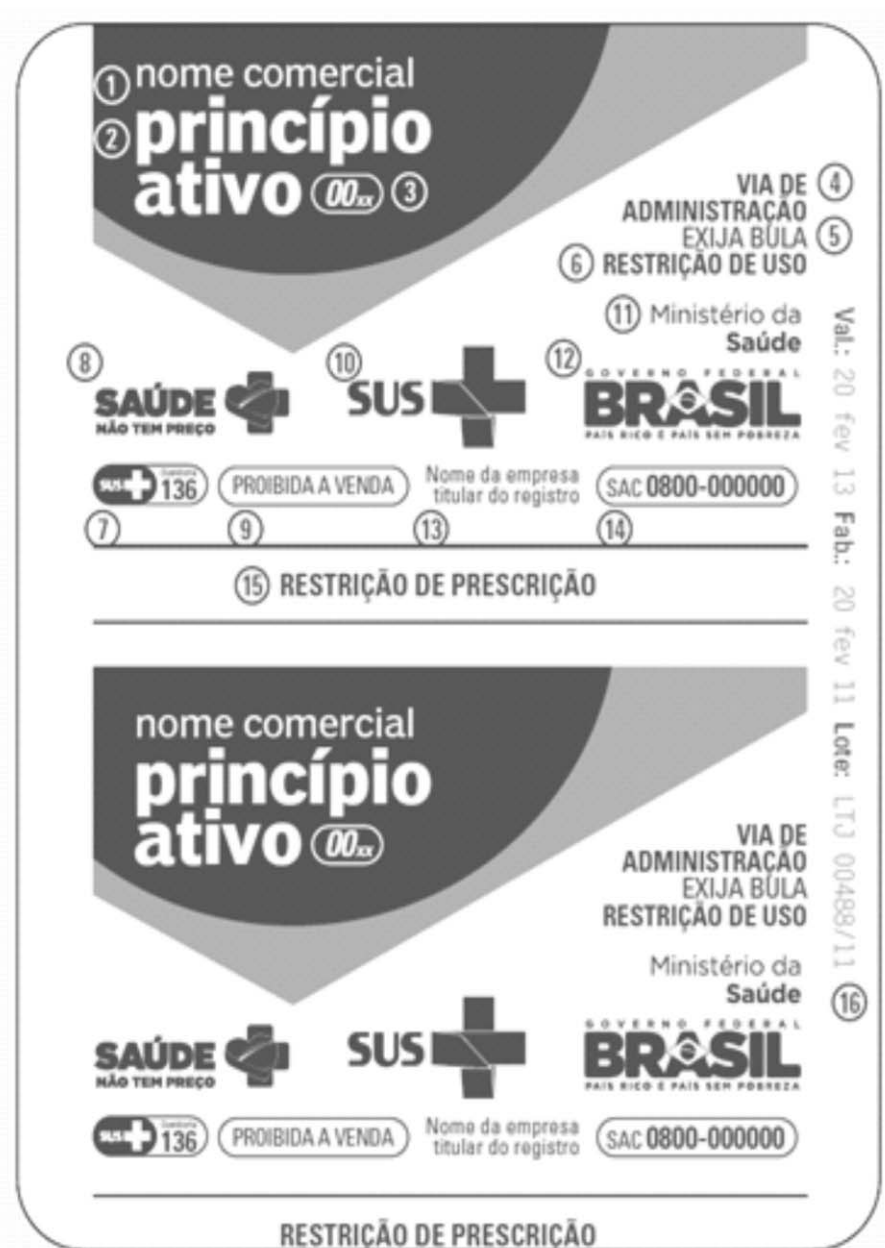 ① nome comercial
② princípio
ativo 00xx ③
VIA DE ④
ADMINISTRAÇÃO
EXIJA BULA ⑤
⑥ RESTRIÇÃO DE USO
⑪ Ministério da
Saúde
⑧ ⑩ ⑫
GOVERNO FEDERAL
SAÚDE SUS BRASIL
NÃO TEM PREÇO PAÍS RICO É PAÍS SEM POBREZA
SUS Ouvidoria 136 PROIBIDA A VENDA Nome da empresa
titular do registro SAC 0800-000000
⑦ ⑨ ⑬ ⑭
⑮ RESTRIÇÃO DE PRESCRIÇÃO
nome comercial
princípio
ativo 00xx
VIA DE
ADMINISTRAÇÃO
EXIJA BULA
RESTRIÇÃO DE USO
Ministério da
Saúde
GOVERNO FEDERAL
SAÚDE SUS BRASIL
NÃO TEM PREÇO PAÍS RICO É PAÍS SEM POBREZA
SUS Ouvidoria 136 PROIBIDA A VENDA Nome da empresa
titular do registro SAC 0800-000000
RESTRIÇÃO DE PRESCRIÇÃO
Val.: 20 fev 13 Fab.: 20 fev 11 Lote: LTJ 00488/11 ⑯